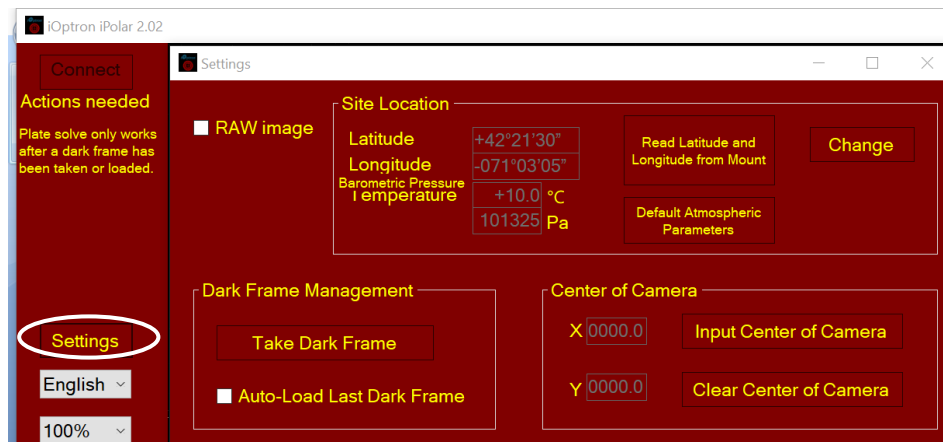 iOptron iPolar 2.02
Connect
Actions needed
Plate solve only works
after a dark frame has
been taken or loaded.
Settings
English
100%
Settings
RAW image
Site Location
Latitude
+42°21'30"
Longitude
-071°03'05"
Barometric Pressure
Temperature
+10.0 °C
101325 Pa
Read Latitude and
Longitude from Mount
Default Atmospheric
Parameters
Change
Dark Frame Management
Take Dark Frame
Auto-Load Last Dark Frame
Center of Camera
X 0000.0
Input Center of Camera
Y 0000.0
Clear Center of Camera